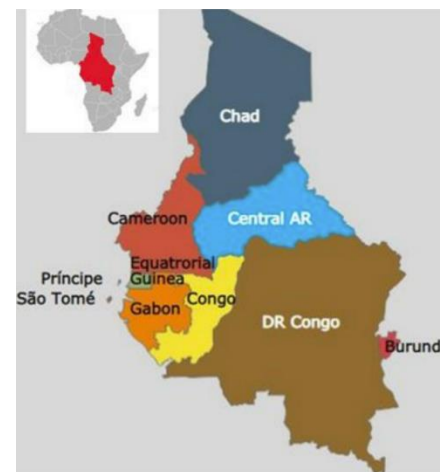 Chad
Cameroon
Central AR
Equatrorial
Guinea
Príncipe
São Tomé
Gabon
Congo
DR Congo
Burund